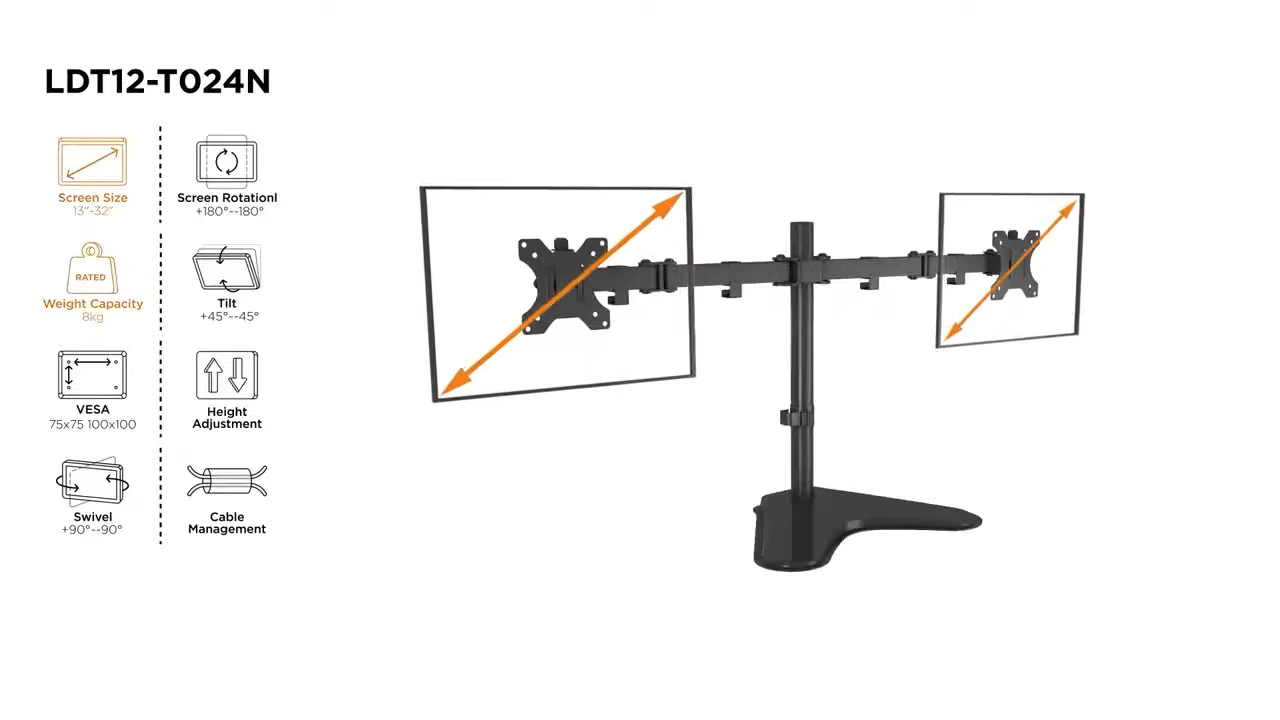 LDT12-T024N
Screen Size
13"-32"
RATED
Weight Capacity
8kg
VESA
75x75 100x100
Swivel
+90°--90°
Screen Rotationl
+180°--180°
Tilt
+45°--45°
Height
Adjustment
Cable
Management